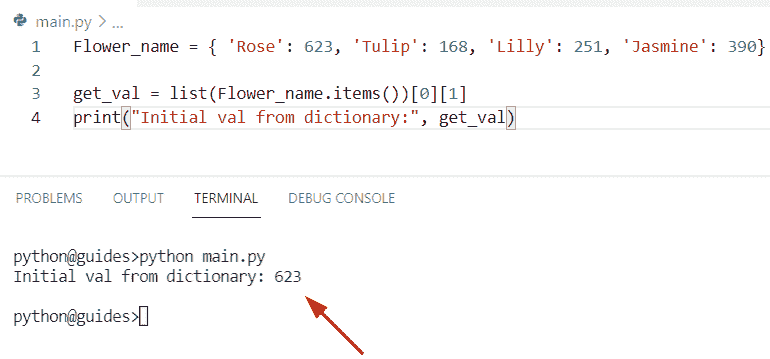 main.py > ...
1 Flower_name = { 'Rose': 623, 'Tulip': 168, 'Lilly': 251, 'Jasmine': 390}
2
3 get_val = list(Flower_name.items())[0][1]
4 print("Initial val from dictionary:", get_val)
PROBLEMS OUTPUT TERMINAL DEBUG CONSOLE
python@guides>python main.py
Initial val from dictionary: 623
python@guides>